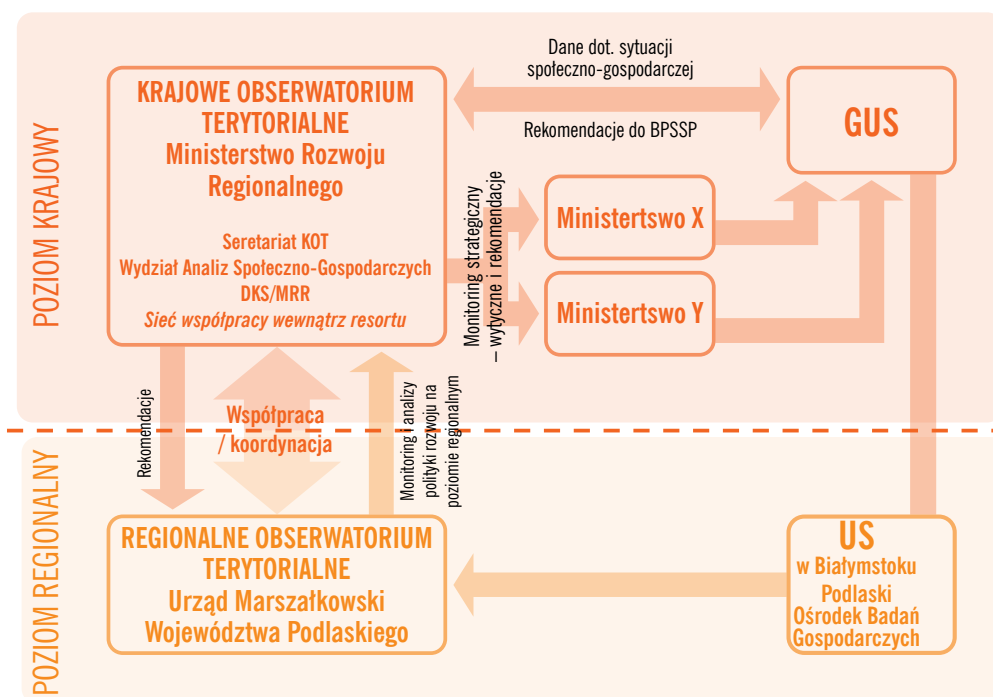 POZIOM KRAJOWY
KRAJOWE OBSERWATORIUM
TERYTORIALNE
Ministerstwo Rozwoju
Regionalnego
Seretariat KOT
Wydział Analiz Społeczno-Gospodarczych
DKS/MRR
Sieć współpracy wewnątrz resortu
Dane dot. sytuacji
społeczno-gospodarczej
Rekomendacje do BPSSP
GUS
Monitoring strategiczny
– wytyczne i rekomendacje
Ministertswo X
Ministertswo Y
Rekomendacje
Współpraca
/ koordynacja
Monitoring i analizy
polityki rozwoju na
poziomie regionalnym
POZIOM REGIONALNY
REGIONALNE OBSERWATORIUM
TERYTORIALNE
Urząd Marszałkowski
Województwa Podlaskiego
US
w Białymstoku
Podlaski
Ośrodek Badań
Gospodarczych